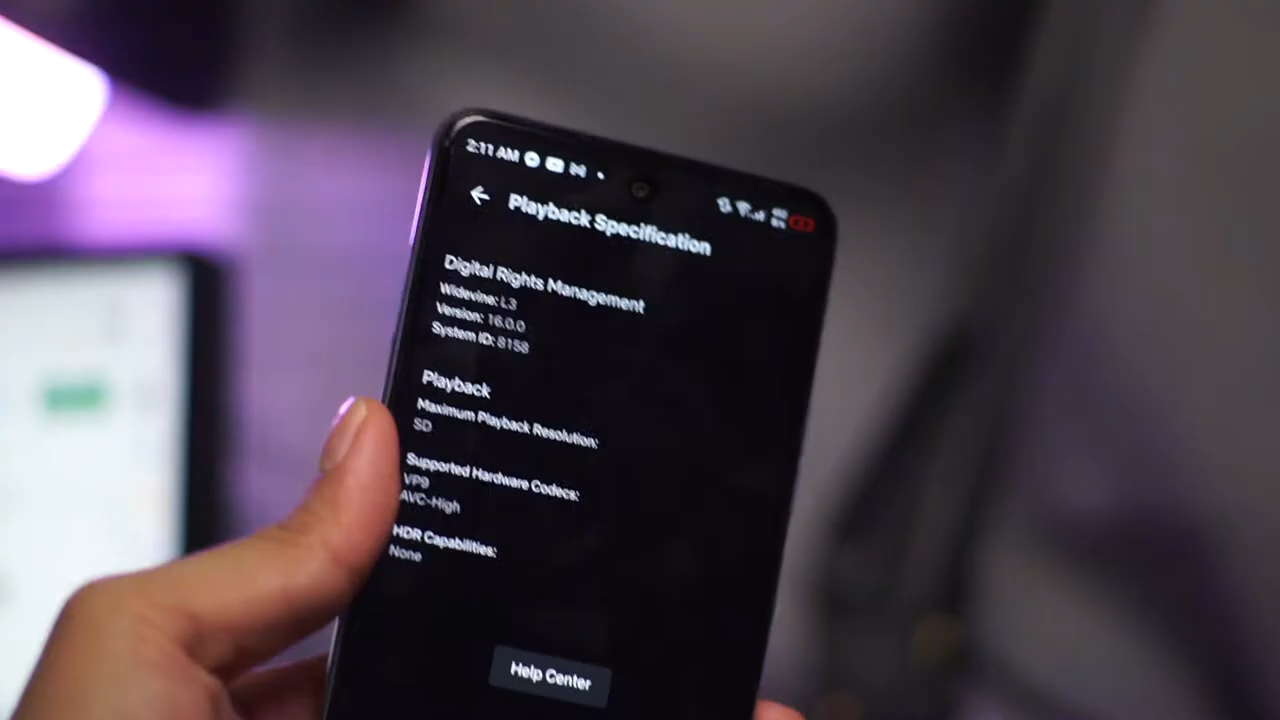 2:11 AM
Playback Specification
Digital Rights Management
Widevine: L3
Version: 16.0.0
System ID: 8158
Playback
Maximum Playback Resolution:
SD
Supported Hardware Codecs:
VP9
AVC-High
HDR Capabilities:
None
Help Center